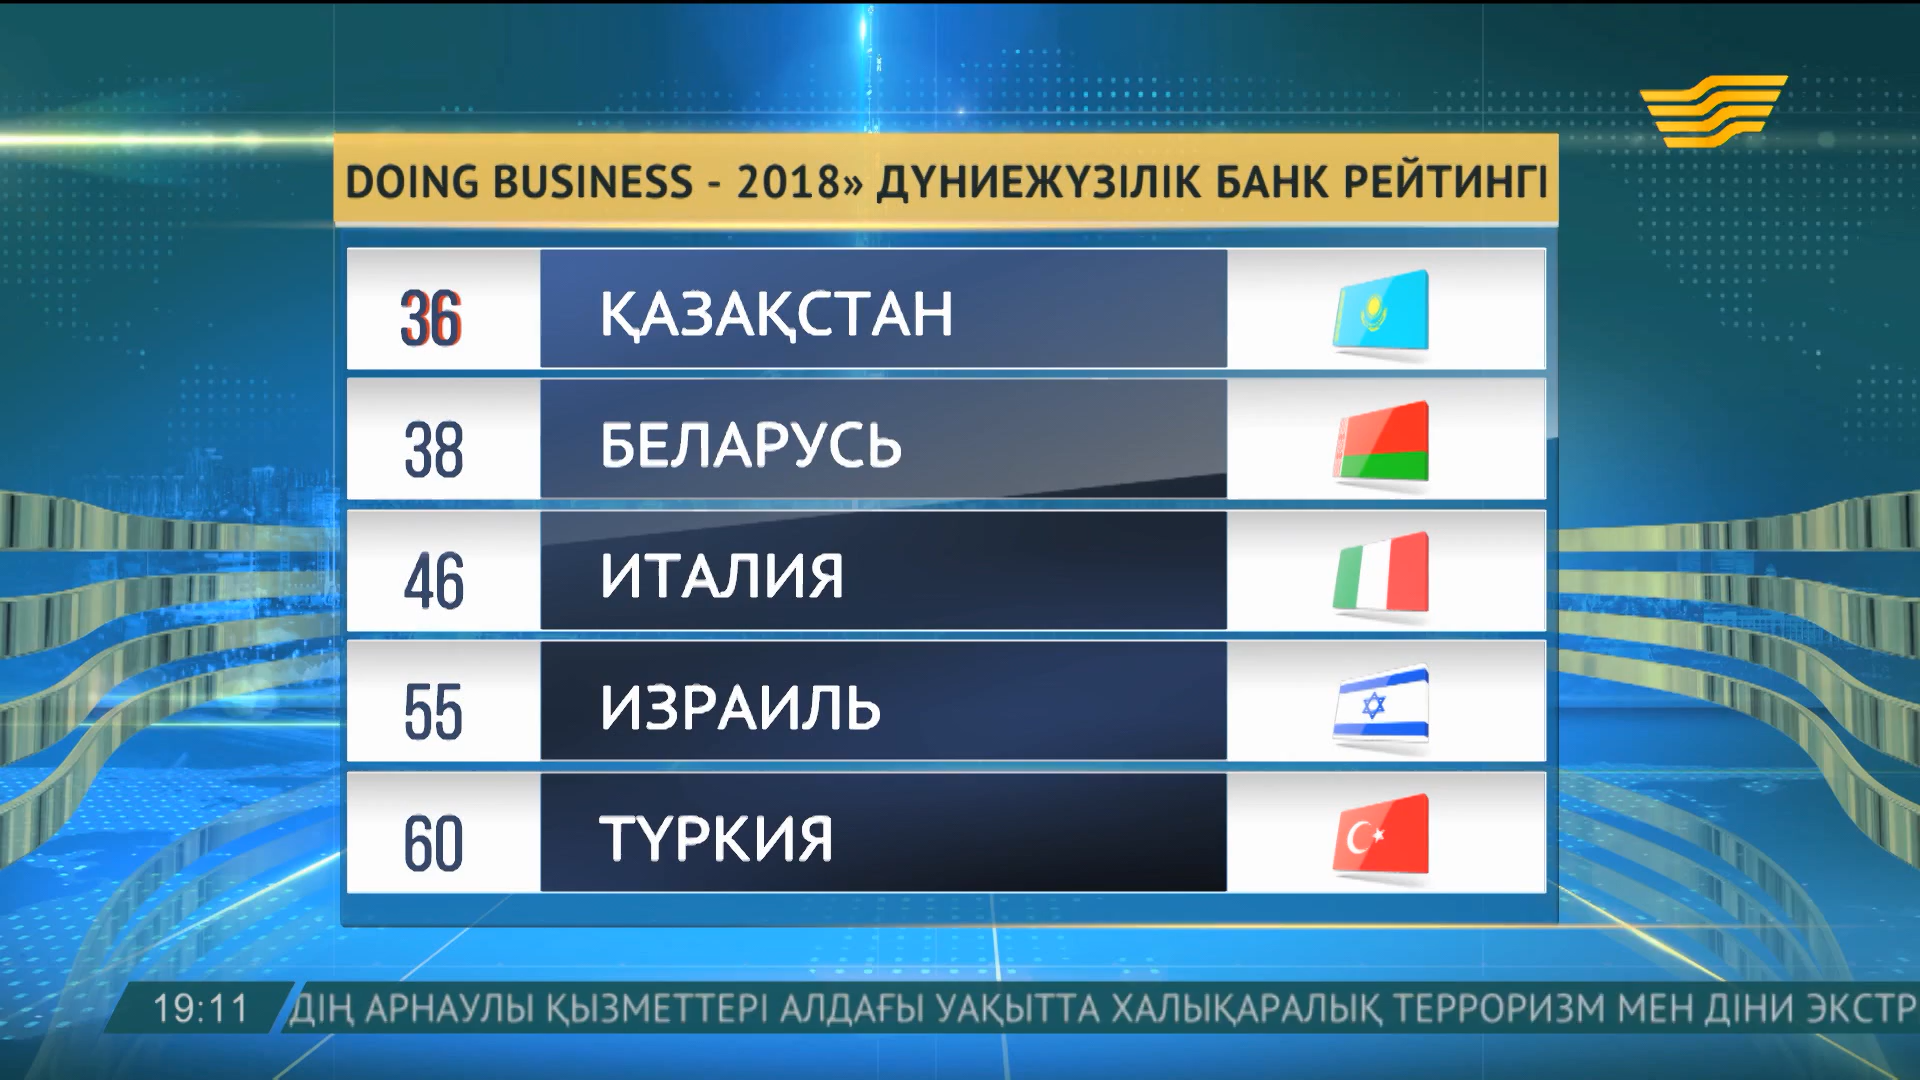 DOING BUSINESS - 2018» ДҮНИЕЖҮЗІЛІК БАНК РЕЙТИНГІ
36 ҚАЗАҚСТАН
38 БЕЛАРУСЬ
46 ИТАЛИЯ
55 ИЗРАИЛЬ
60 ТҮРКИЯ
19:11 ДІҢ АРНАУЛЫ ҚЫЗМЕТТЕРІ АЛДАҒЫ УАҚЫТТА ХАЛЫҚАРАЛЫҚ ТЕРРОРИЗМ МЕН ДІНИ ЭКСТР